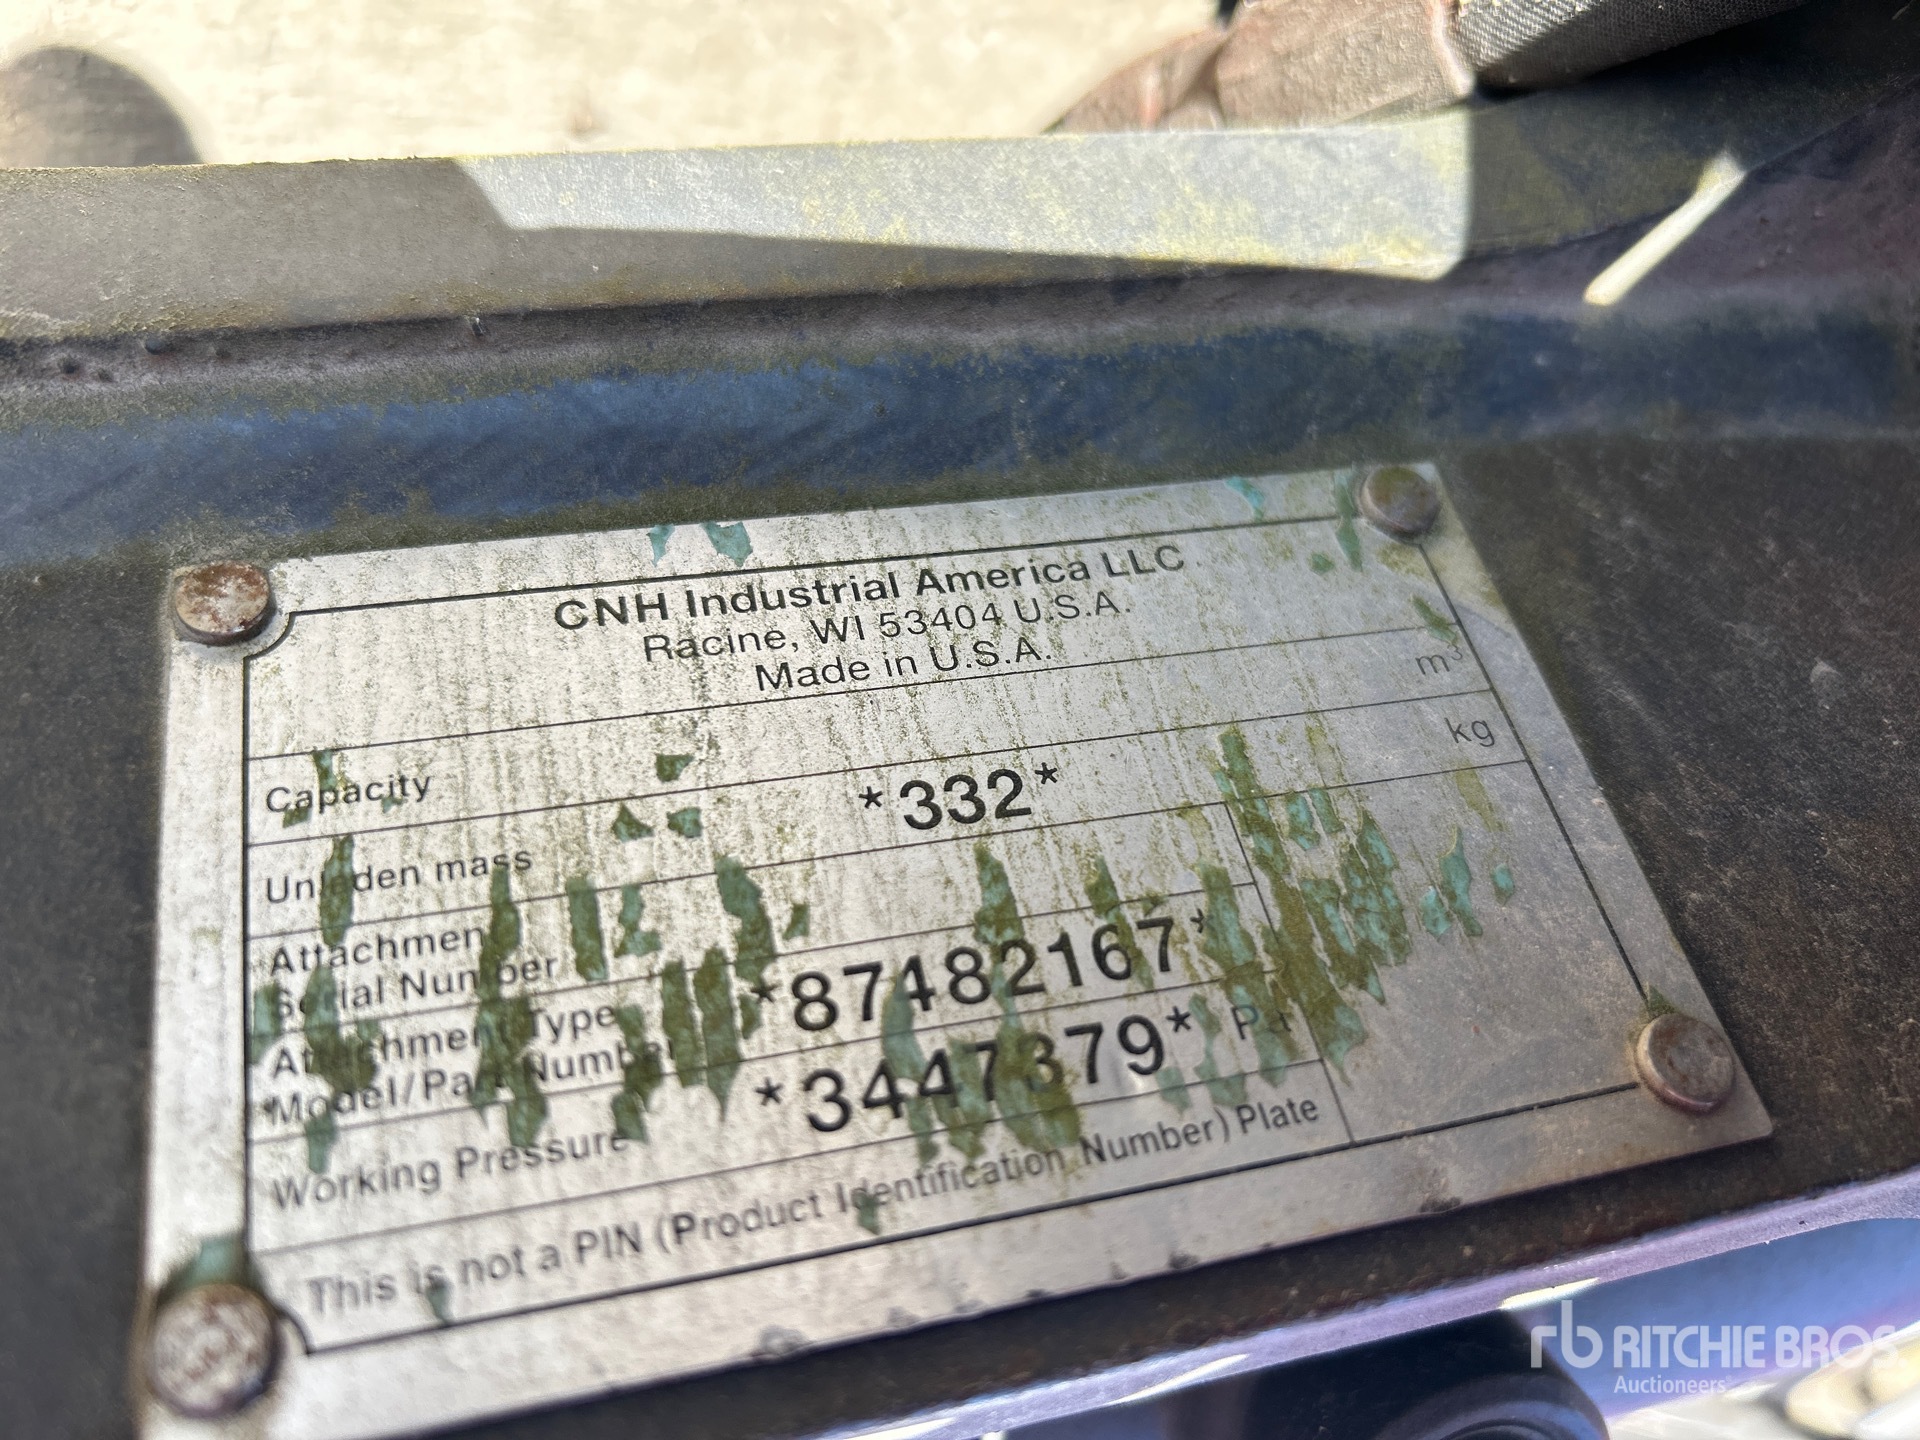 CNH Industrial America LLC
Racine, WI 53404 U.S.A.
Made in U.S.A.
Capacity m³
Unladen mass *332* kg
Attachment
Serial Number *87482167*
Attachment Type
Model/Part Number *3447379*
Working Pressure Pa
This is not a PIN (Product Identification Number) Plate
rb RITCHIE BROS.
Auctioneers